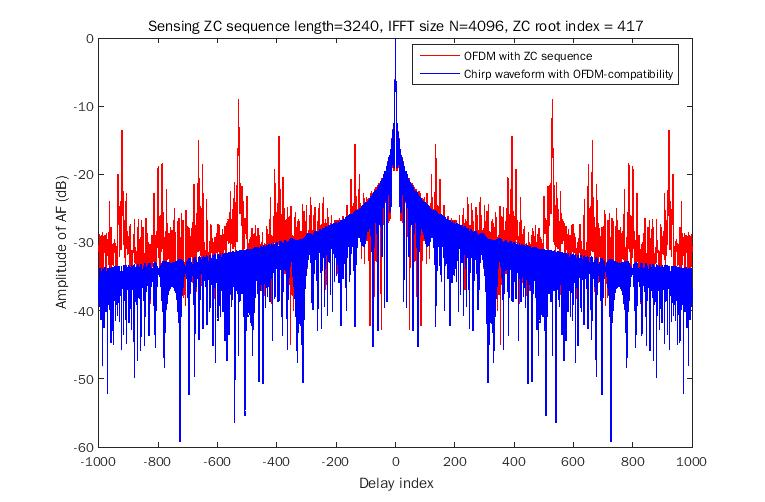 Sensing ZC sequence length=3240, IFFT size N=4096, ZC root index = 417
OFDM with ZC sequence
Chirp waveform with OFDM-compatibility
Amplitude of AF (dB)
0
-10
-20
-30
-40
-50
-60
-1000 -800 -600 -400 -200 0 200 400 600 800 1000
Delay index